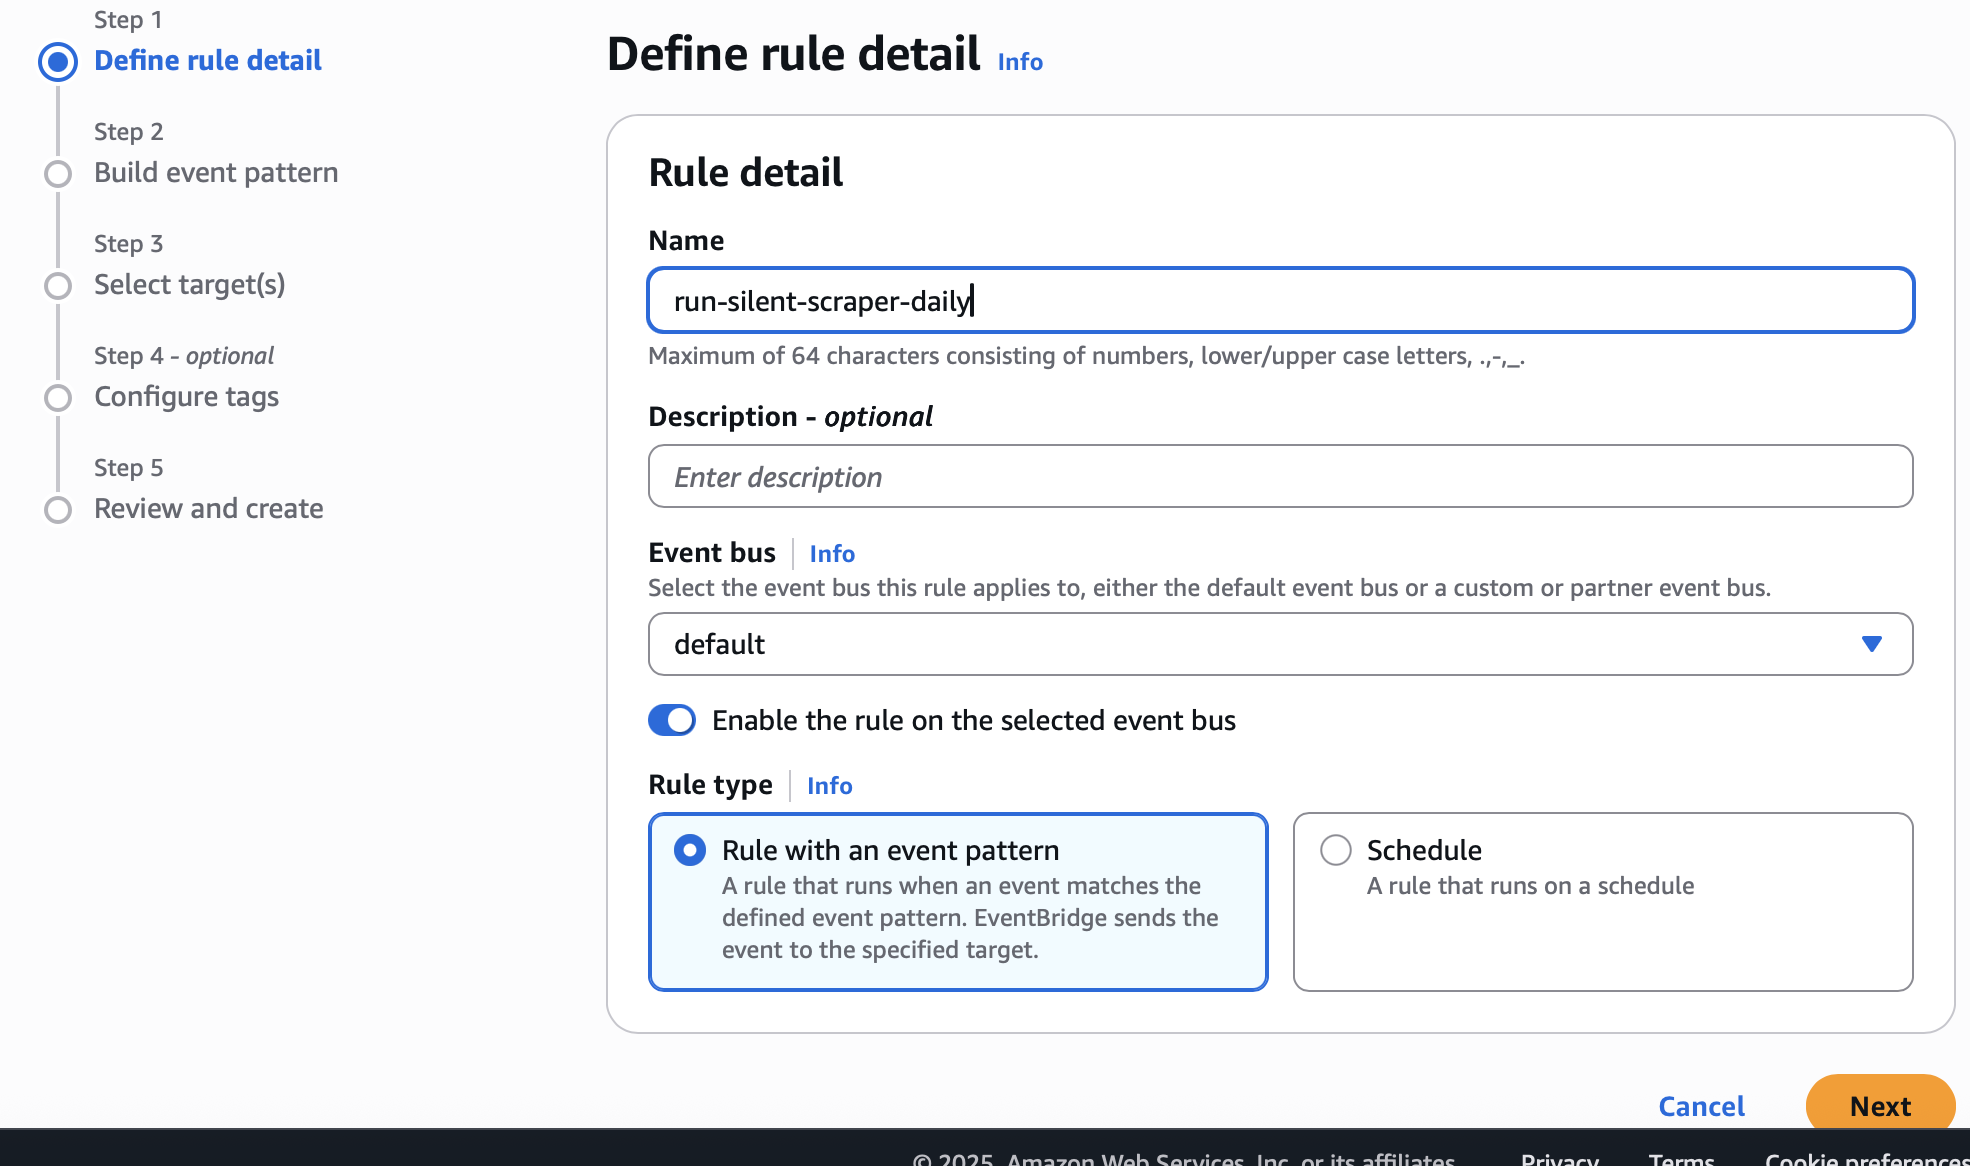 Step 1
Define rule detail
Step 2
Build event pattern
Step 3
Select target(s)
Step 4 - optional
Configure tags
Step 5
Review and create
Define rule detail Info
Rule detail
Name
run-silent-scraper-daily
Maximum of 64 characters consisting of numbers, lower/upper case letters, .,-,_.
Description - optional
Enter description
Event bus Info
Select the event bus this rule applies to, either the default event bus or a custom or partner event bus.
default
Enable the rule on the selected event bus
Rule type Info
Rule with an event pattern
A rule that runs when an event matches the
defined event pattern. EventBridge sends the
event to the specified target.
Schedule
A rule that runs on a schedule
Cancel Next
© 2025, Amazon Web Services, Inc. or its affiliates. Privacy Terms Cookie preferences